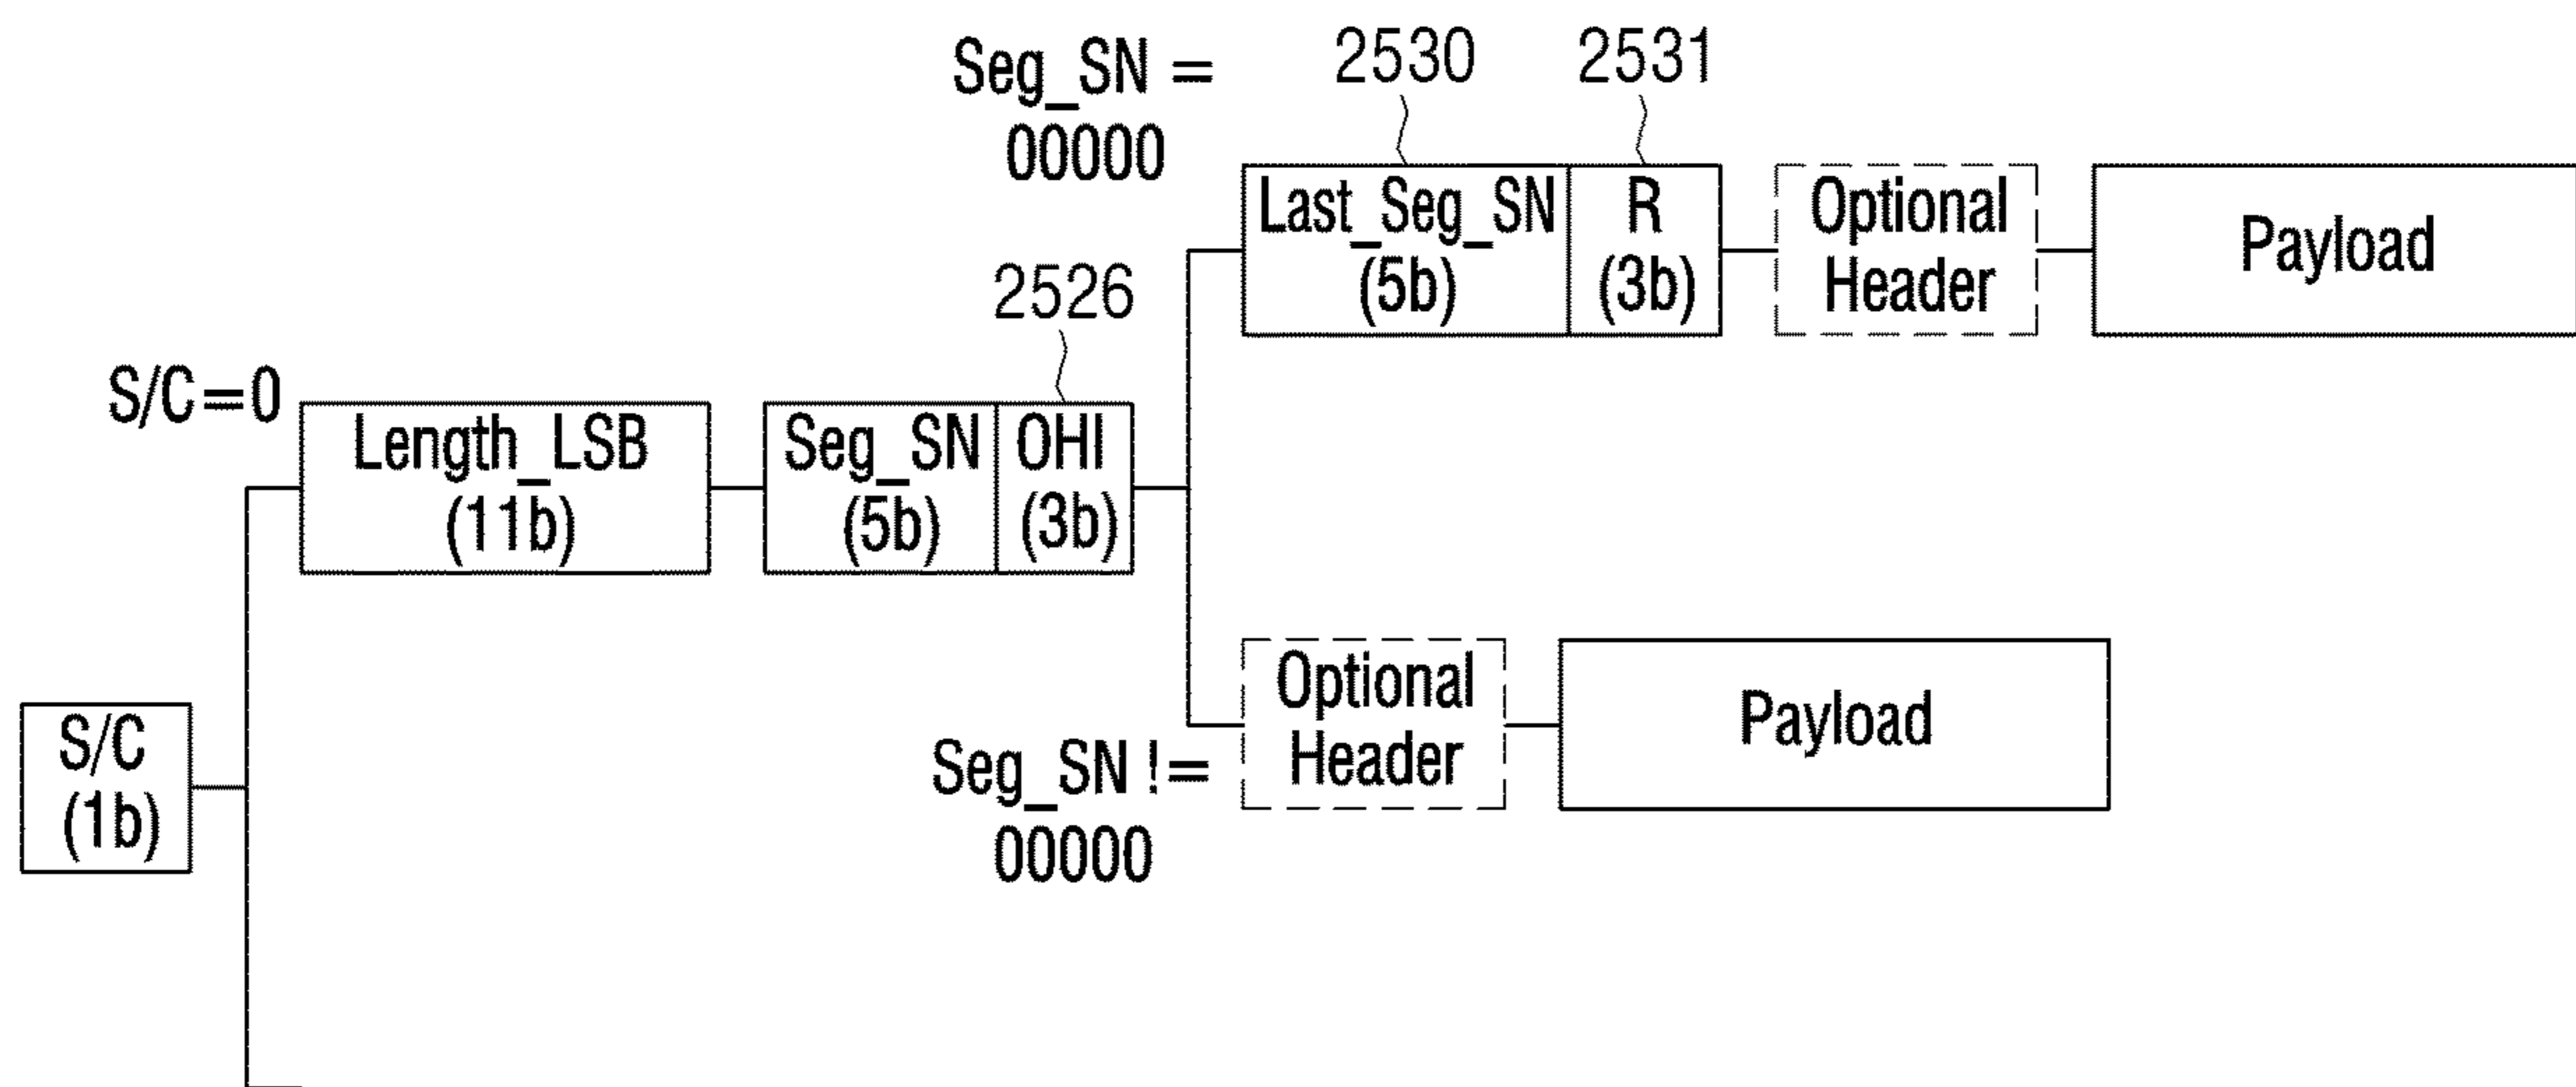 Seg_SN =
00000
2530
2531
Last_Seg_SN
(5b)
R
(3b)
Optional
Header
Payload
2526
S/C=0
Length_LSB
(11b)
Seg_SN
(5b)
OHI
(3b)
Optional
Header
Payload
Seg_SN !=
00000
S/C
(1b)